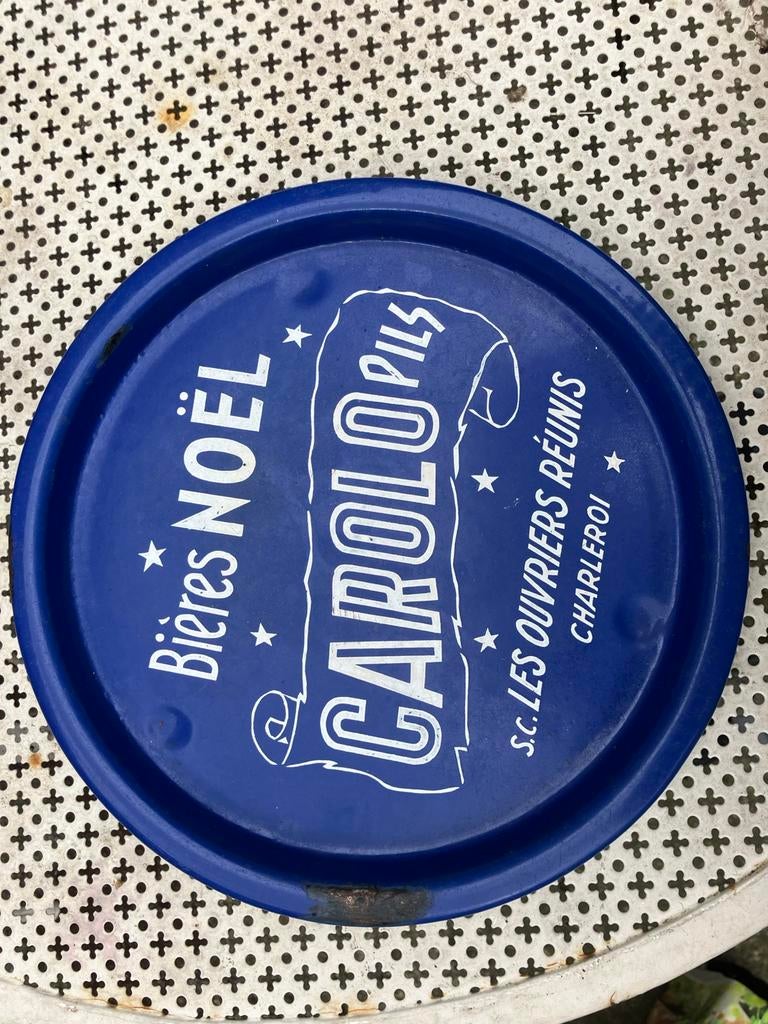 Bières NOËL
CAROLO PILS
S.C. LES OUVRIERS RÉUNIS
CHARLEROI